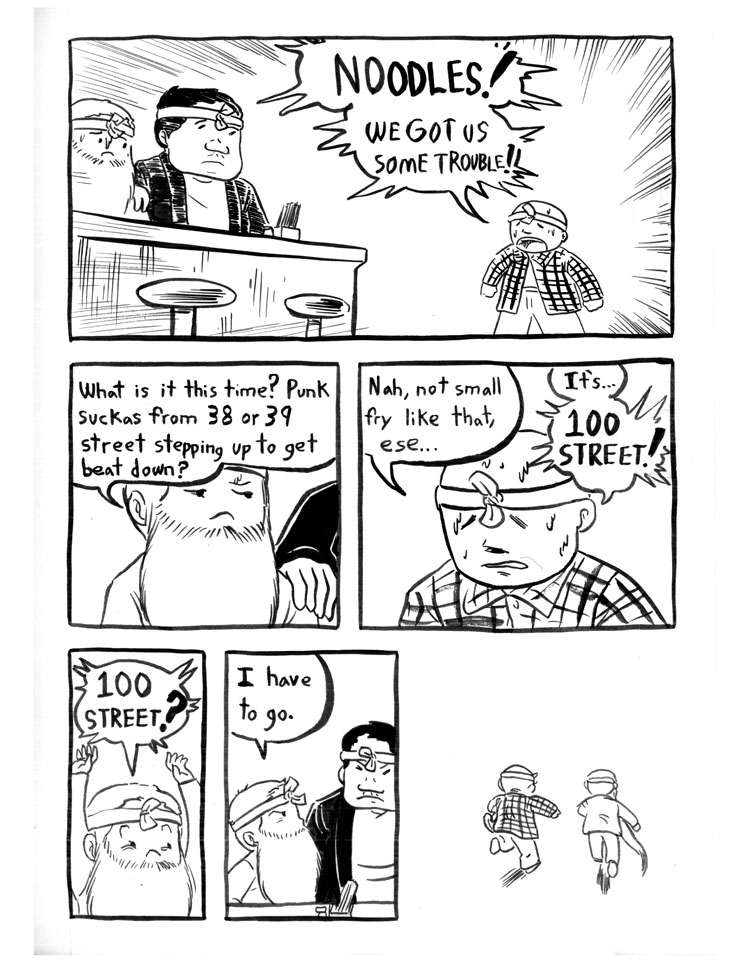 NOODLES!
WE GOT US
SOME TROUBLE!!
What is it this time? Punk
suckas from 38 or 39
street stepping up to get
beat down?
Nah, not small
fry like that,
ese...
It's...
100
STREET!
100
STREET?
I have
to go.